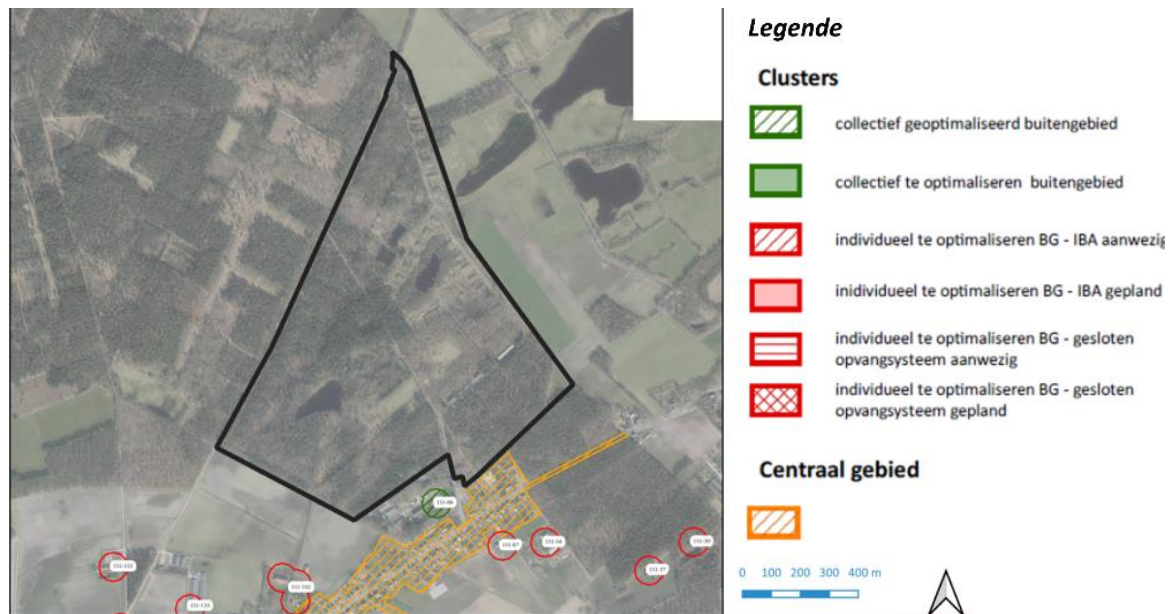 Legende
Clusters
collectief geoptimaliseerd buitengebied
collectief te optimaliseren buitengebied
individueel te optimaliseren BG - IBA aanwezig
inidividueel te optimaliseren BG - IBA gepland
individueel te optimaliseren BG - gesloten
opvangsysteem aanwezig
individueel te optimaliseren BG - gesloten
opvangsysteem gepland
Centraal gebied
0 100 200 300 400 m